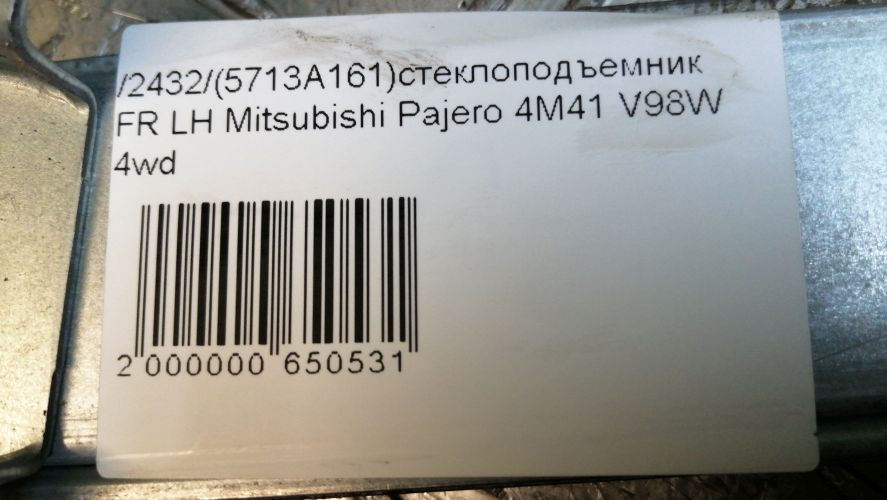 /2432/(5713A161)стеклоподъемник
FR LH Mitsubishi Pajero 4M41 V98W
4wd
2 000000 650531